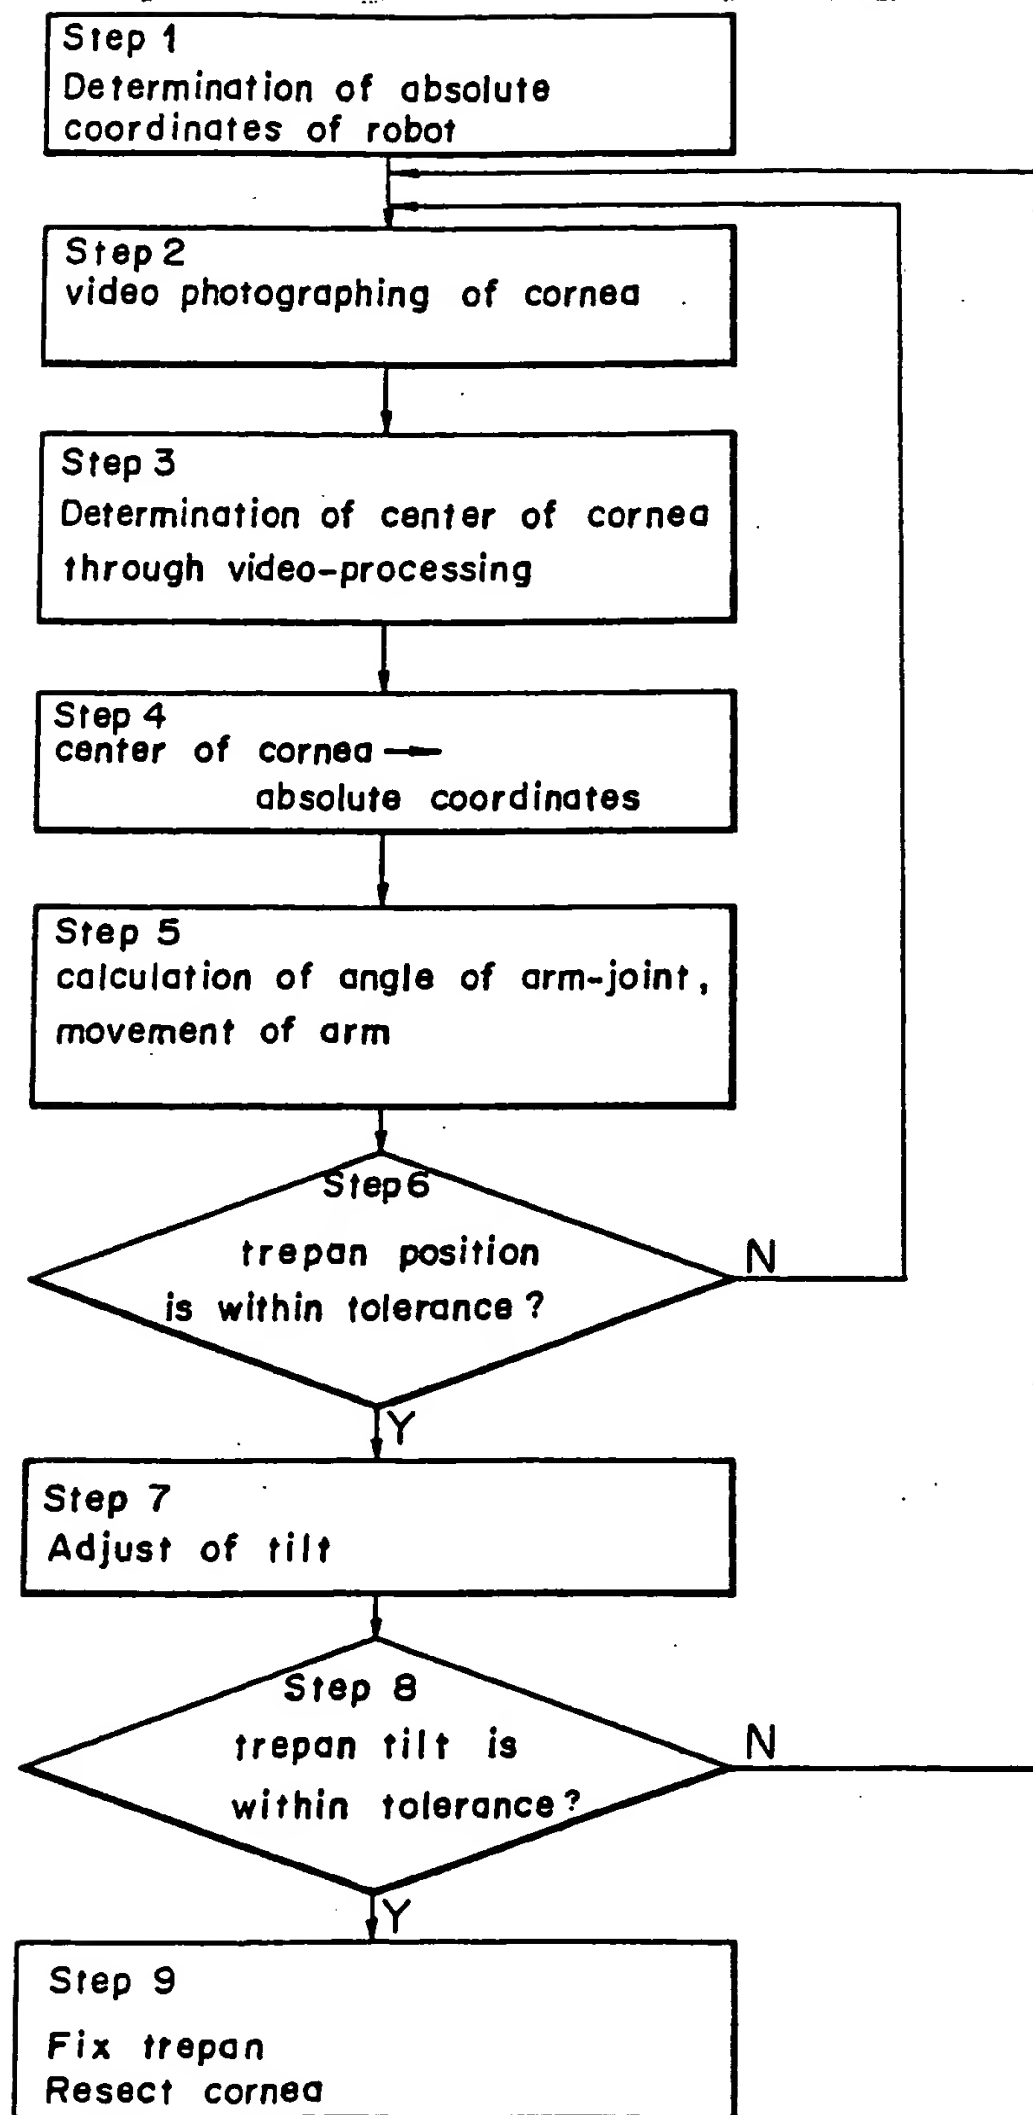 Step 1
Determination of absolute
coordinates of robot
Step 2
video photographing of cornea
Step 3
Determination of center of cornea
through video-processing
Step 4
center of cornea →
absolute coordinates
Step 5
calculation of angle of arm-joint,
movement of arm
Step 6
trepan position
is within tolerance?
N
Y
Step 7
Adjust of tilt
Step 8
trepan tilt is
within tolerance?
N
Y
Step 9
Fix trepan
Resect cornea